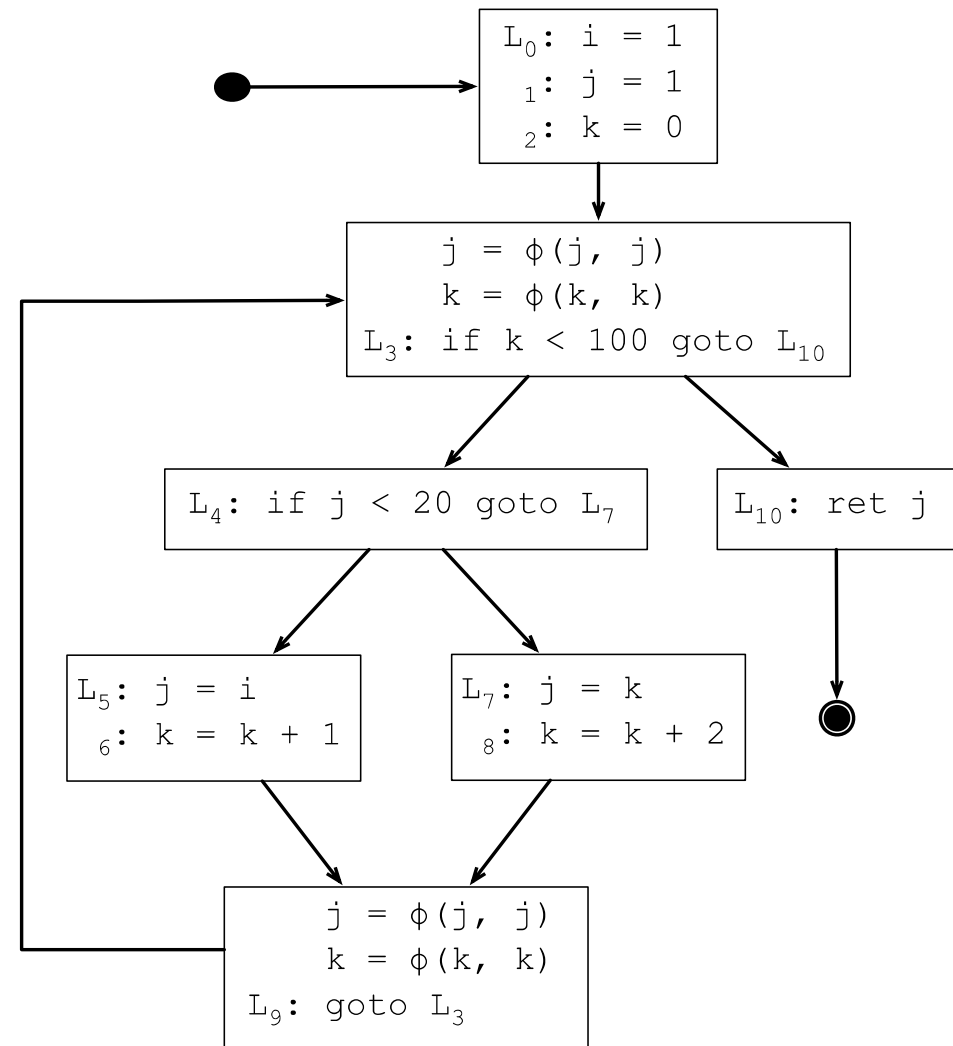 L₀: i = 1
₁: j = 1
₂: k = 0
j = ϕ(j, j)
k = ϕ(k, k)
L₃: if k < 100 goto L₁₀
L₄: if j < 20 goto L₇
L₁₀: ret j
L₅: j = i
₆: k = k + 1
L₇: j = k
₈: k = k + 2
j = ϕ(j, j)
k = ϕ(k, k)
L₉: goto L₃